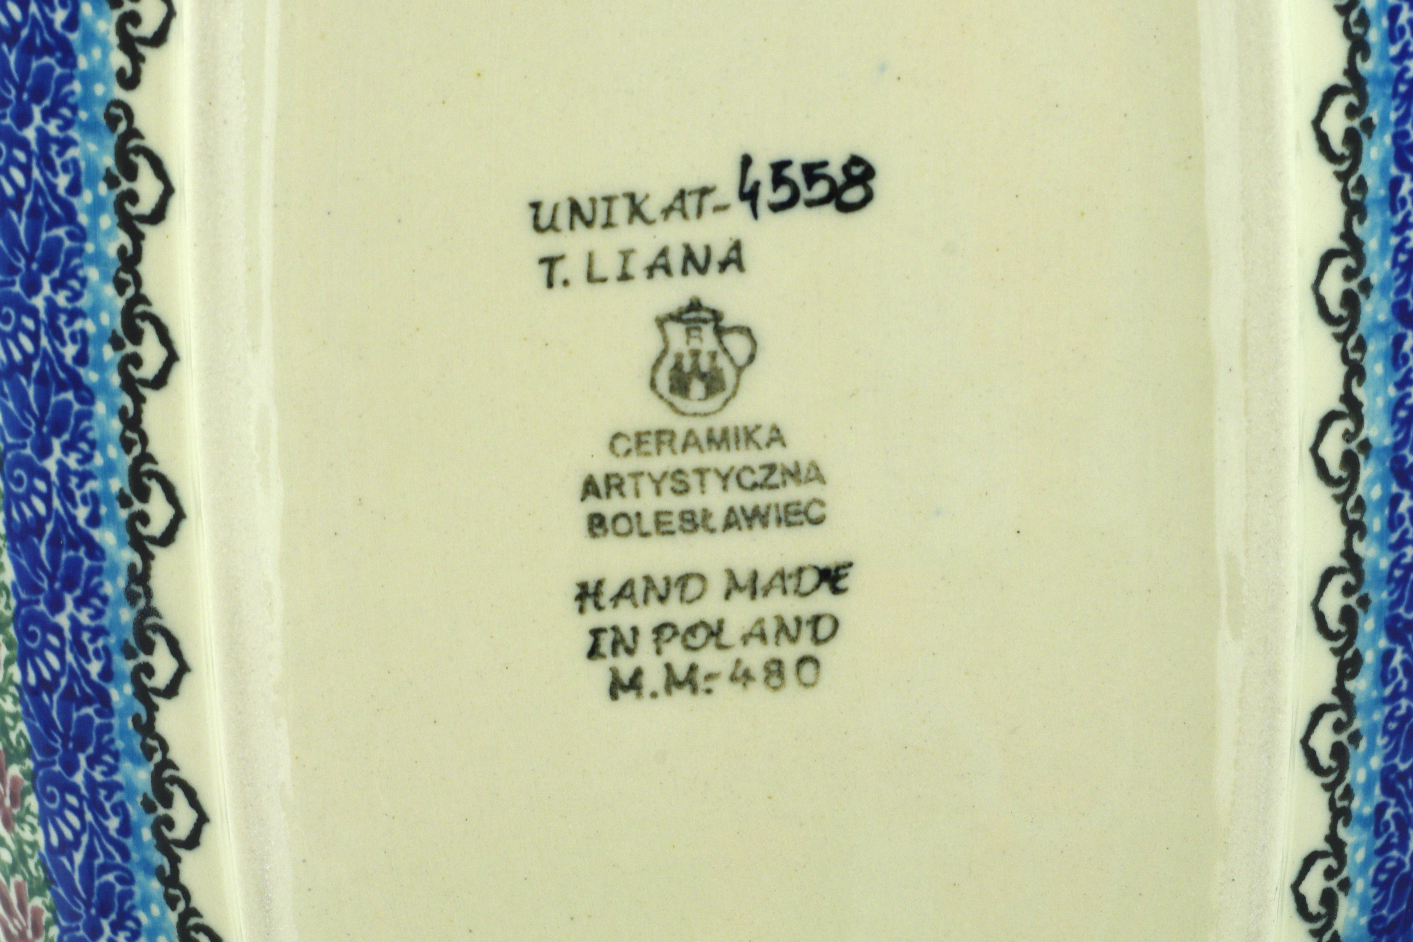 UNIKAT-4558
T. LIANA
CERAMIKA
ARTYSTYCZNA
BOLESŁAWIEC
HAND MADE
IN POLAND
M.M.-480